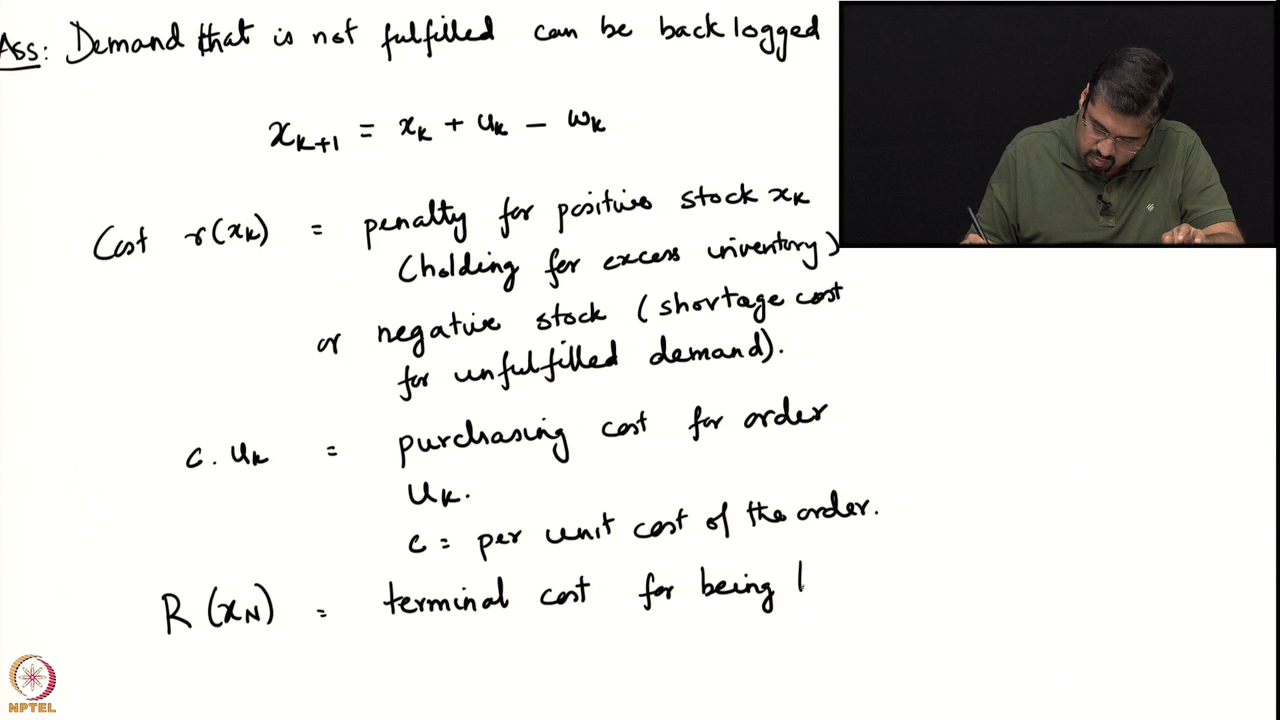 Ass: Demand that is not fulfilled can be backlogged
x_{k+1} = x_k + u_k - w_k
Cost r(x_k) = penalty for positive stock x_k
(holding for excess inventory)
or negative stock (shortage cost
for unfulfilled demand).
c. u_k = purchasing cost for order
u_k.
c = per unit cost of the order.
R(x_N) = terminal cost for being l
NPTEL